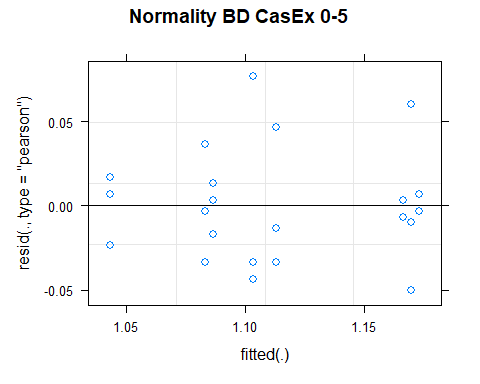 Normality BD CasEx 0-5
resid(., type = "pearson")
0.05
0.00
-0.05
1.05
1.10
1.15
fitted(.)